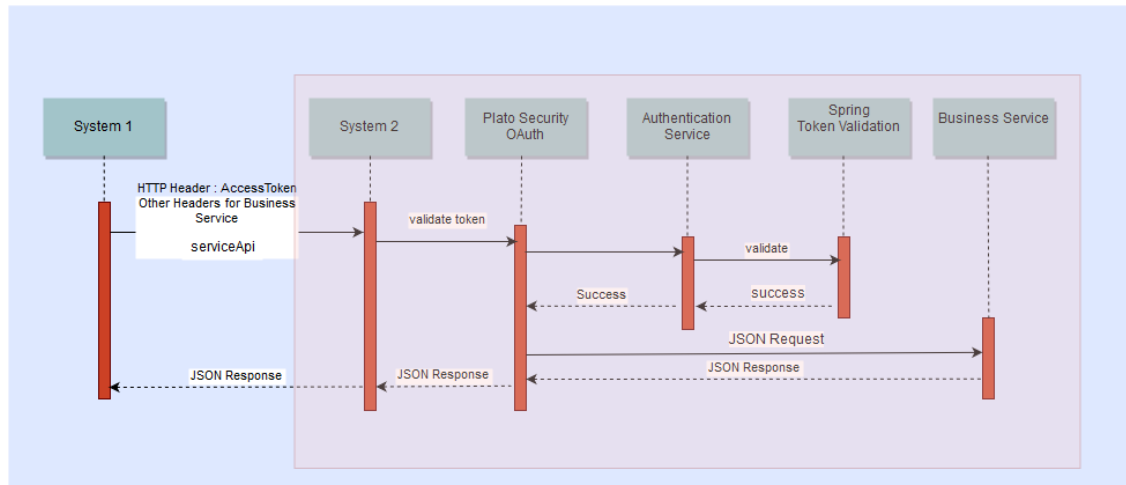 System 1
System 2
Plato Security
OAuth
Authentication
Service
Spring
Token Validation
Business Service
HTTP Header : AccessToken
Other Headers for Business
Service
serviceApi
validate token
validate
Success
success
JSON Request
JSON Response
JSON Response
JSON Response